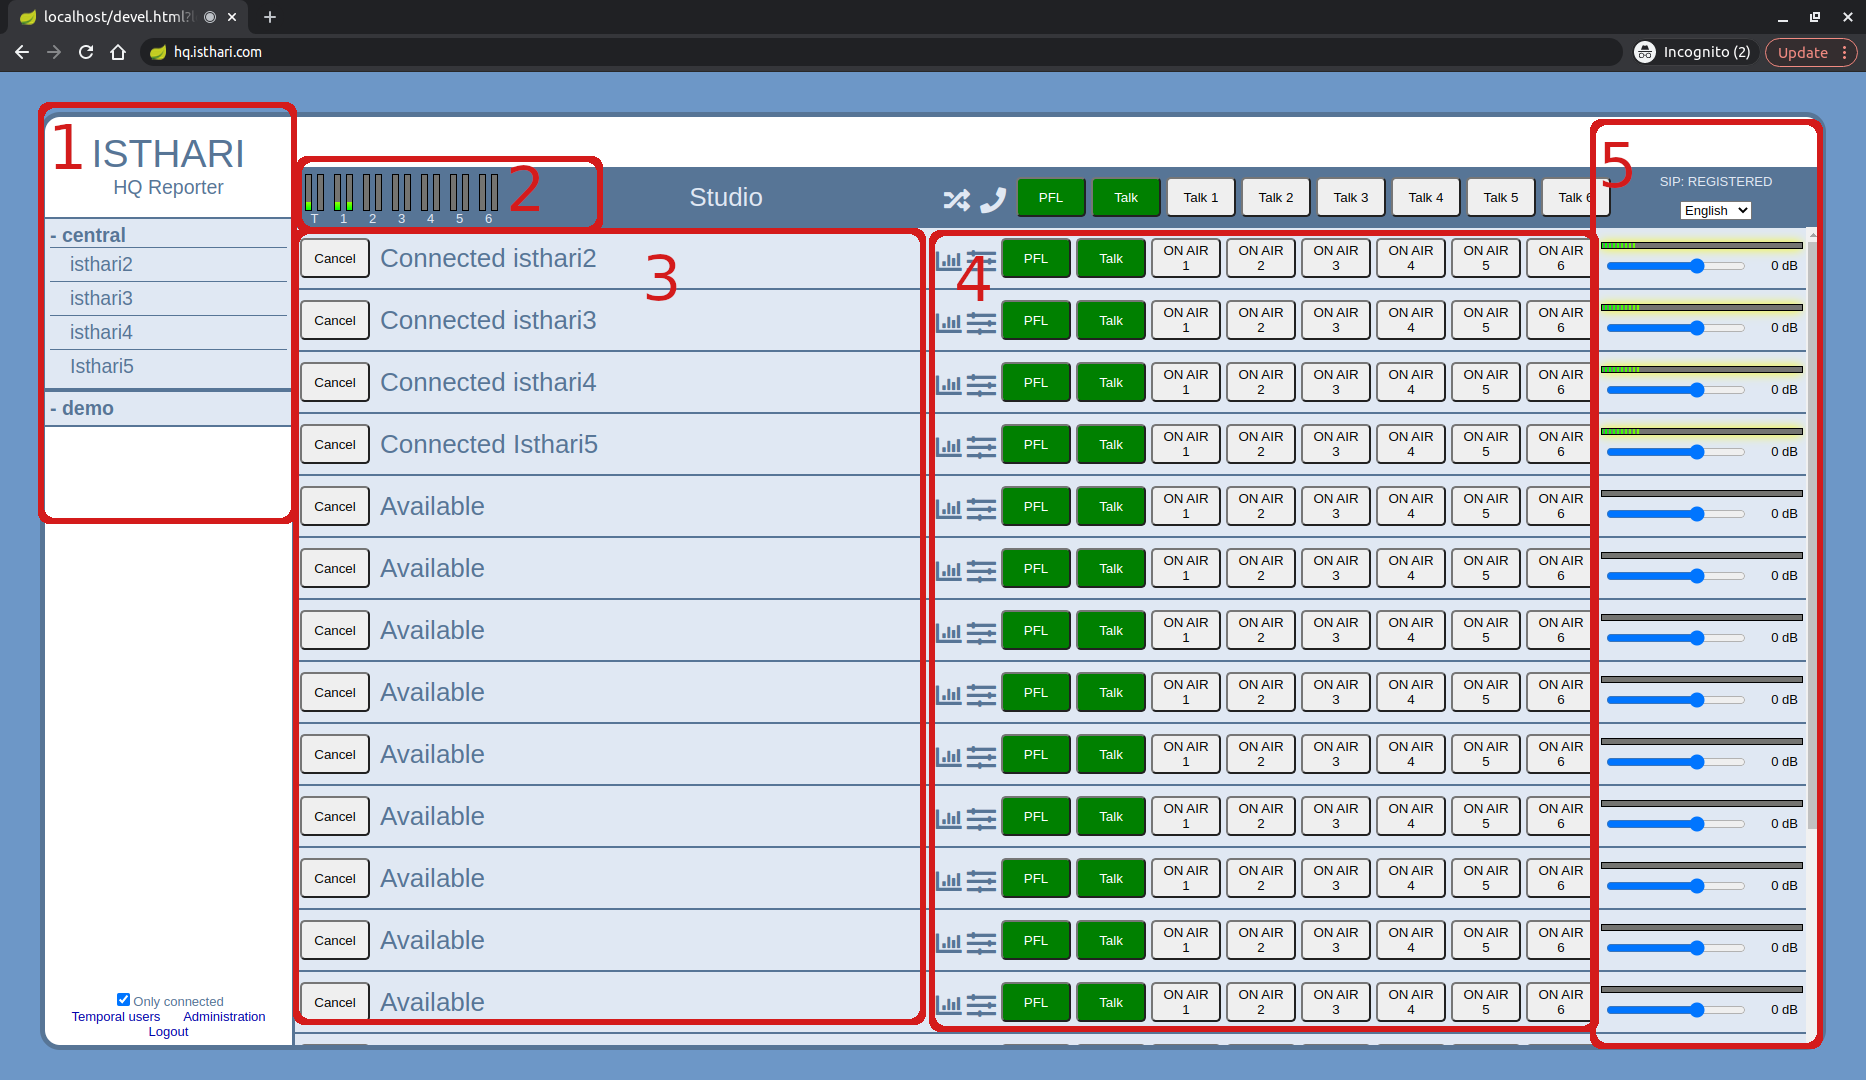 localhost/devel.html?
hq.isthari.com
Incognito (2)
Update
1
ISTHARI
HQ Reporter
- central
isthari2
isthari3
isthari4
Isthari5
- demo
Only connected
Temporal users Administration
Logout
T 1 2 3 4 5 6
2
Studio
PFL Talk Talk 1 Talk 2 Talk 3 Talk 4 Talk 5 Talk 6
5
SIP: REGISTERED
English
3
4
Cancel Connected isthari2 PFL Talk ON AIR 1 ON AIR 2 ON AIR 3 ON AIR 4 ON AIR 5 ON AIR 6 0 dB
Cancel Connected isthari3 PFL Talk ON AIR 1 ON AIR 2 ON AIR 3 ON AIR 4 ON AIR 5 ON AIR 6 0 dB
Cancel Connected isthari4 PFL Talk ON AIR 1 ON AIR 2 ON AIR 3 ON AIR 4 ON AIR 5 ON AIR 6 0 dB
Cancel Connected Isthari5 PFL Talk ON AIR 1 ON AIR 2 ON AIR 3 ON AIR 4 ON AIR 5 ON AIR 6 0 dB
Cancel Available PFL Talk ON AIR 1 ON AIR 2 ON AIR 3 ON AIR 4 ON AIR 5 ON AIR 6 0 dB
Cancel Available PFL Talk ON AIR 1 ON AIR 2 ON AIR 3 ON AIR 4 ON AIR 5 ON AIR 6 0 dB
Cancel Available PFL Talk ON AIR 1 ON AIR 2 ON AIR 3 ON AIR 4 ON AIR 5 ON AIR 6 0 dB
Cancel Available PFL Talk ON AIR 1 ON AIR 2 ON AIR 3 ON AIR 4 ON AIR 5 ON AIR 6 0 dB
Cancel Available PFL Talk ON AIR 1 ON AIR 2 ON AIR 3 ON AIR 4 ON AIR 5 ON AIR 6 0 dB
Cancel Available PFL Talk ON AIR 1 ON AIR 2 ON AIR 3 ON AIR 4 ON AIR 5 ON AIR 6 0 dB
Cancel Available PFL Talk ON AIR 1 ON AIR 2 ON AIR 3 ON AIR 4 ON AIR 5 ON AIR 6 0 dB
Cancel Available PFL Talk ON AIR 1 ON AIR 2 ON AIR 3 ON AIR 4 ON AIR 5 ON AIR 6 0 dB
Cancel Available PFL Talk ON AIR 1 ON AIR 2 ON AIR 3 ON AIR 4 ON AIR 5 ON AIR 6 0 dB